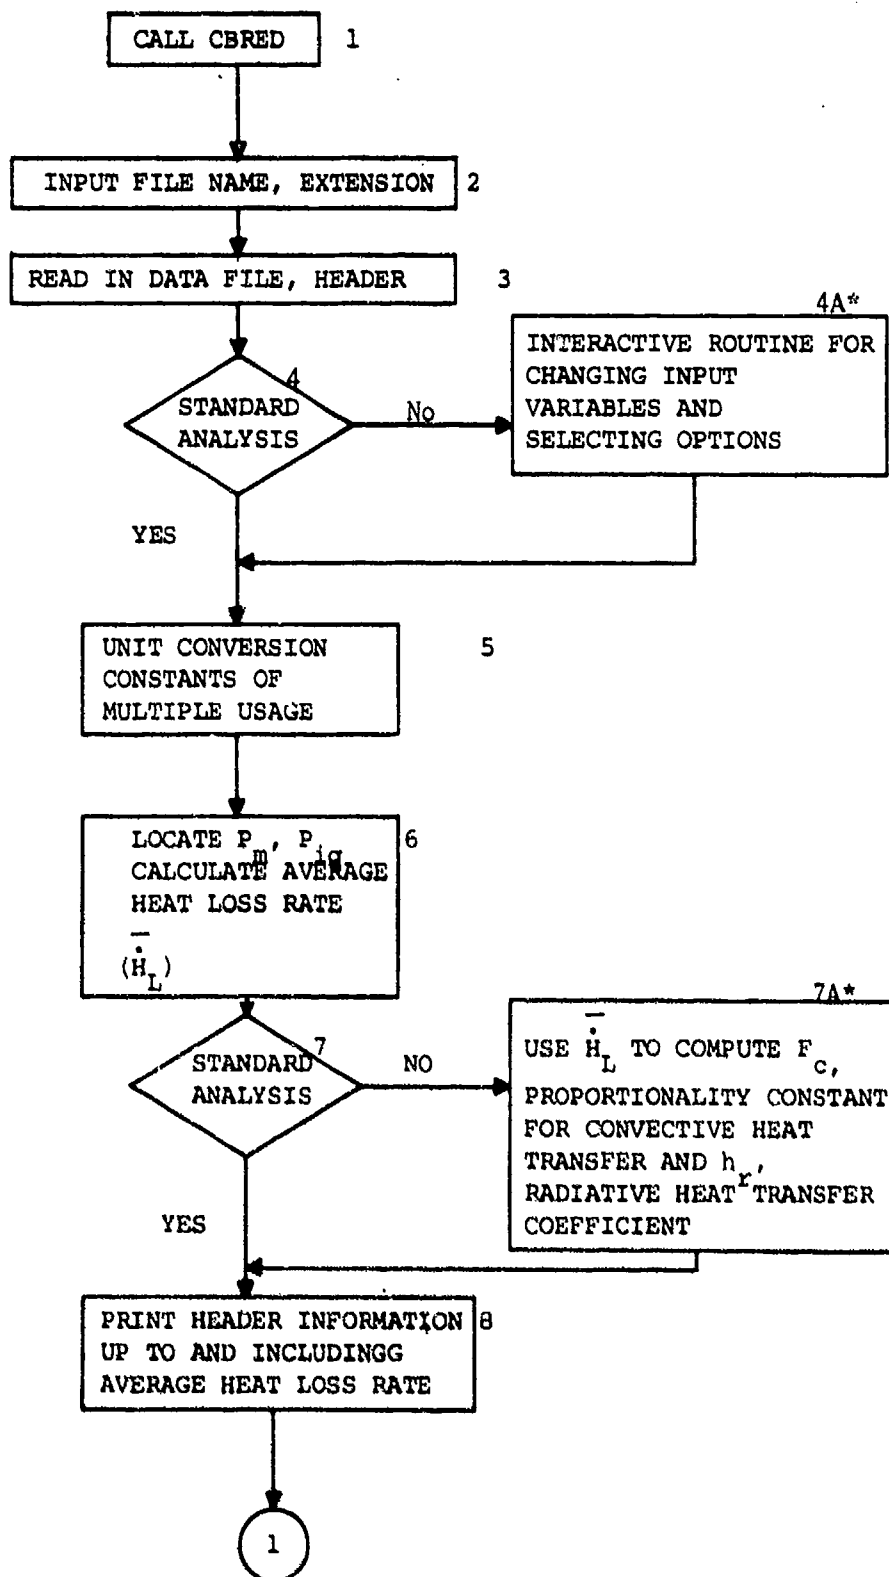 CALL CBRED 1
INPUT FILE NAME, EXTENSION 2
READ IN DATA FILE, HEADER 3
4A*
INTERACTIVE ROUTINE FOR
CHANGING INPUT
VARIABLES AND
SELECTING OPTIONS
4
STANDARD
ANALYSIS
No
YES
UNIT CONVERSION 5
CONSTANTS OF
MULTIPLE USAGE
LOCATE P_m, P_ig 6
CALCULATE AVERAGE
HEAT LOSS RATE
(H̄̇_L)
7
STANDARD
ANALYSIS
NO
YES
7A*
USE H̄̇_L TO COMPUTE F_c,
PROPORTIONALITY CONSTANT
FOR CONVECTIVE HEAT
TRANSFER AND h_r,
RADIATIVE HEAT TRANSFER
COEFFICIENT
PRINT HEADER INFORMATION 8
UP TO AND INCLUDINGG
AVERAGE HEAT LOSS RATE
1